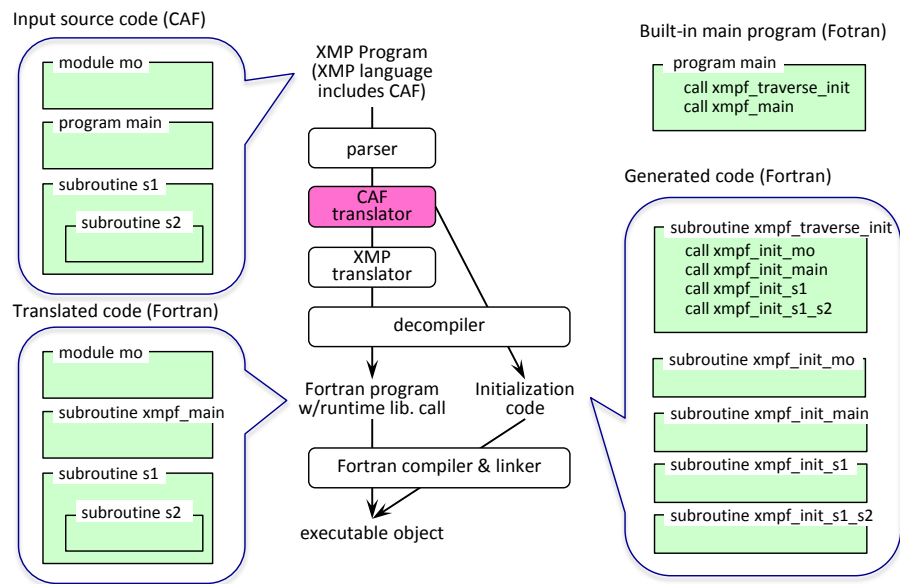 Input source code (CAF)
module mo
program main
subroutine s1
subroutine s2
Translated code (Fortran)
module mo
subroutine xmpf_main
subroutine s1
subroutine s2
XMP Program
(XMP language
includes CAF)
parser
CAF
translator
XMP
translator
decompiler
Fortran program
w/runtime lib. call
Initialization
code
Fortran compiler & linker
executable object
Built-in main program (Fotran)
program main
call xmpf_traverse_init
call xmpf_main
Generated code (Fortran)
subroutine xmpf_traverse_init
call xmpf_init_mo
call xmpf_init_main
call xmpf_init_s1
call xmpf_init_s1_s2
subroutine xmpf_init_mo
subroutine xmpf_init_main
subroutine xmpf_init_s1
subroutine xmpf_init_s1_s2